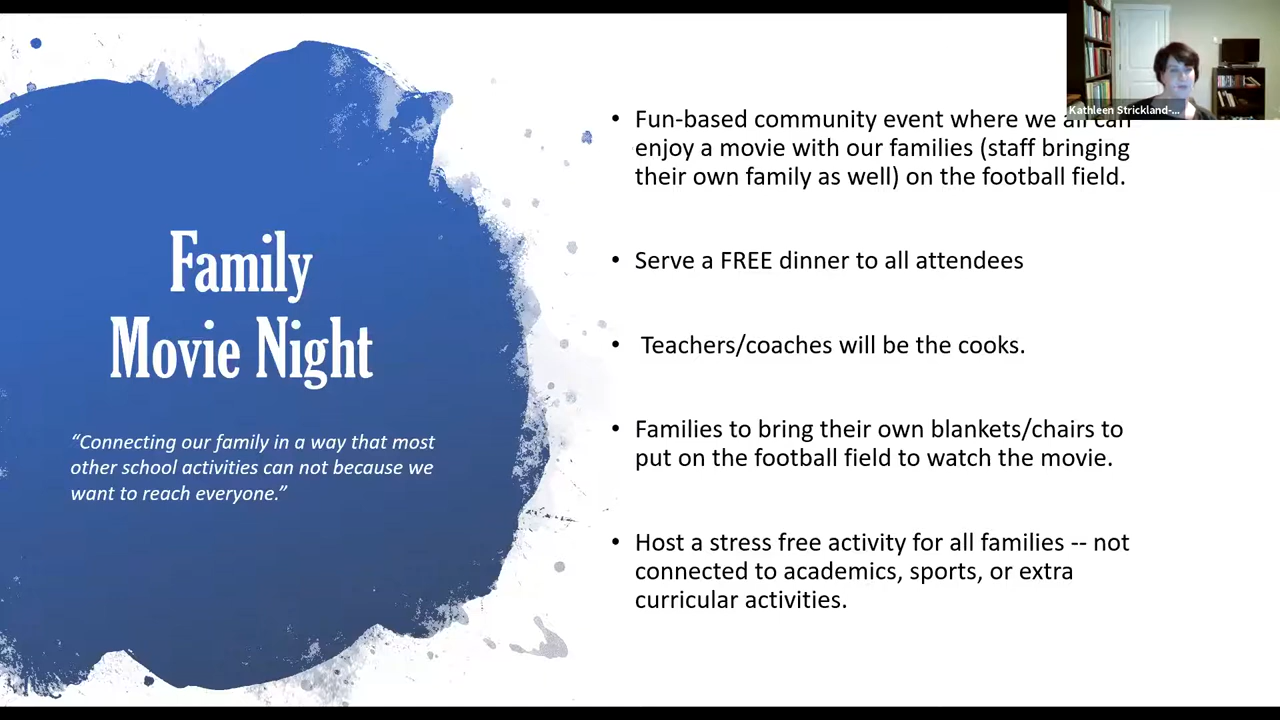 Family
Movie Night
“Connecting our family in a way that most
other school activities can not because we
want to reach everyone.”
• Fun-based community event where we all can
enjoy a movie with our families (staff bringing
their own family as well) on the football field.
• Serve a FREE dinner to all attendees
• Teachers/coaches will be the cooks.
• Families to bring their own blankets/chairs to
put on the football field to watch the movie.
• Host a stress free activity for all families -- not
connected to academics, sports, or extra
curricular activities.
Kathleen Strickland-...